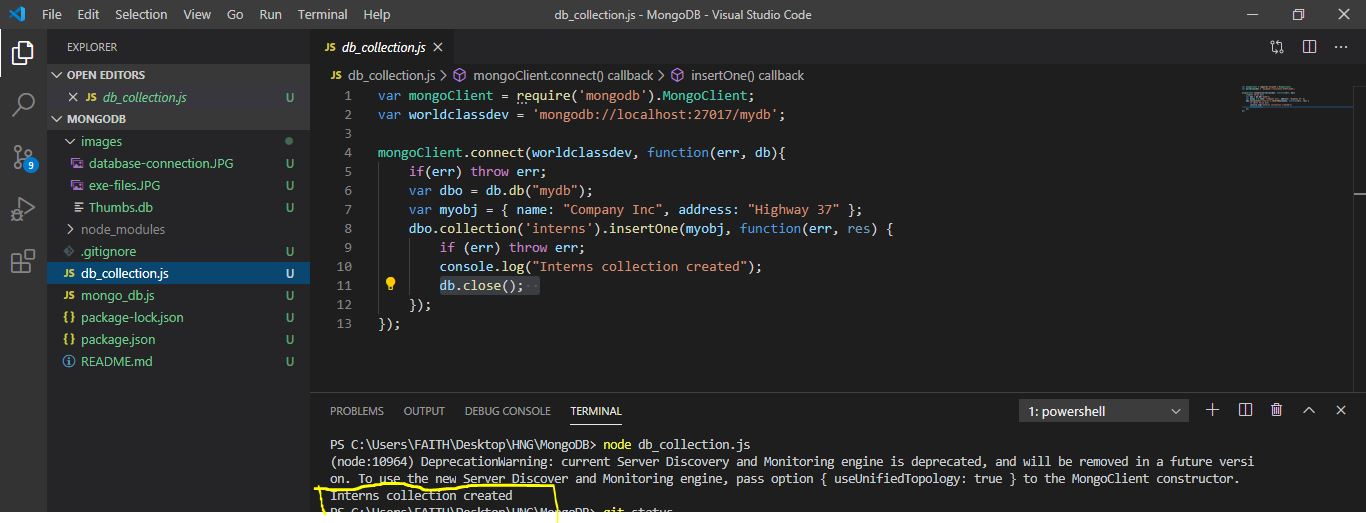 File Edit Selection View Go Run Terminal Help db_collection.js - MongoDB - Visual Studio Code
EXPLORER
OPEN EDITORS
JS db_collection.js U
MONGODB
images
database-connection.JPG U
exe-files.JPG U
Thumbs.db U
node_modules
.gitignore U
JS db_collection.js U
JS mongo_db.js U
{} package-lock.json U
{} package.json U
README.md U
9
JS db_collection.js
JS db_collection.js > mongoClient.connect() callback > insertOne() callback
1 var mongoClient = require('mongodb').MongoClient;
2 var worldclassdev = 'mongodb://localhost:27017/mydb';
3
4 mongoClient.connect(worldclassdev, function(err, db){
5 if(err) throw err;
6 var dbo = db.db("mydb");
7 var myobj = { name: "Company Inc", address: "Highway 37" };
8 dbo.collection('interns').insertOne(myobj, function(err, res) {
9 if (err) throw err;
10 console.log("Interns collection created");
11 db.close();
12 });
13 });
PROBLEMS OUTPUT DEBUG CONSOLE TERMINAL 1: powershell
PS C:\Users\FAITH\Desktop\HNG\MongoDB> node db_collection.js
(node:10964) DeprecationWarning: current Server Discovery and Monitoring engine is deprecated, and will be removed in a future versi
on. To use the new Server Discover and Monitoring engine, pass option { useUnifiedTopology: true } to the MongoClient constructor.
Interns collection created
PS C:\Users\FAITH\Desktop\HNG\MongoDB> git status